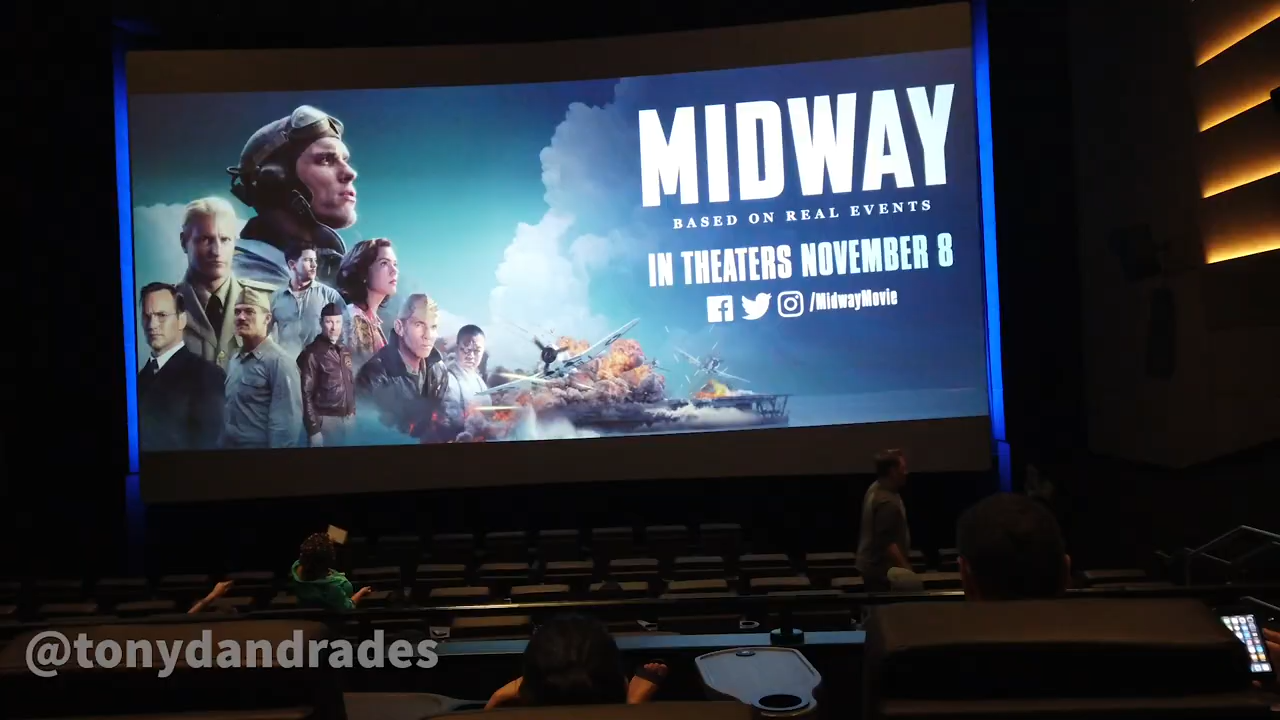 MIDWAY
BASED ON REAL EVENTS
IN THEATERS NOVEMBER 8
/MidwayMovie
@tonydandrades